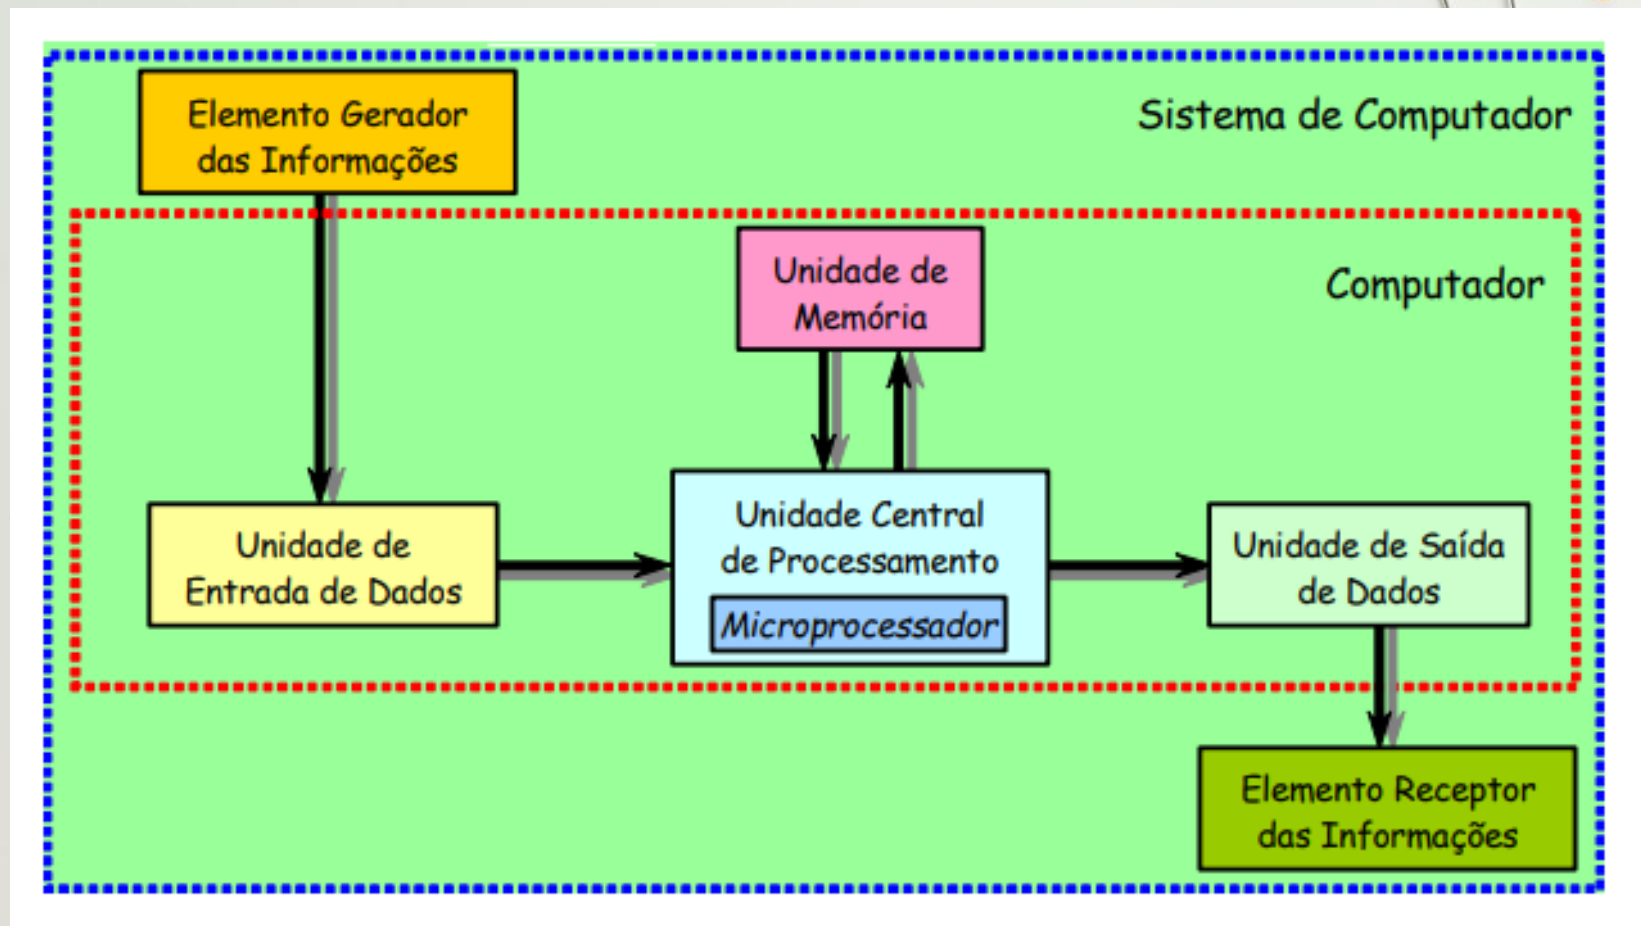 Elemento Gerador
das Informações
Sistema de Computador
Unidade de
Memória
Computador
Unidade de
Entrada de Dados
Unidade Central
de Processamento
Microprocessador
Unidade de Saída
de Dados
Elemento Receptor
das Informações